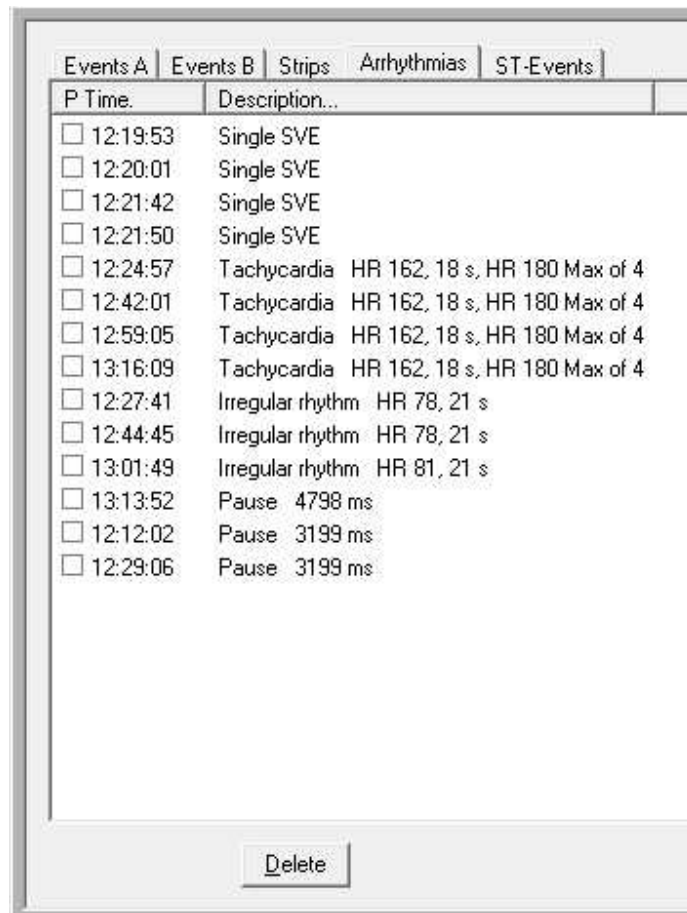 Events A Events B Strips Arrhythmias ST-Events
P Time. Description...
12:19:53 Single SVE
12:20:01 Single SVE
12:21:42 Single SVE
12:21:50 Single SVE
12:24:57 Tachycardia HR 162, 18 s, HR 180 Max of 4
12:42:01 Tachycardia HR 162, 18 s, HR 180 Max of 4
12:59:05 Tachycardia HR 162, 18 s, HR 180 Max of 4
13:16:09 Tachycardia HR 162, 18 s, HR 180 Max of 4
12:27:41 Irregular rhythm HR 78, 21 s
12:44:45 Irregular rhythm HR 78, 21 s
13:01:49 Irregular rhythm HR 81, 21 s
13:13:52 Pause 4798 ms
12:12:02 Pause 3199 ms
12:29:06 Pause 3199 ms
Delete